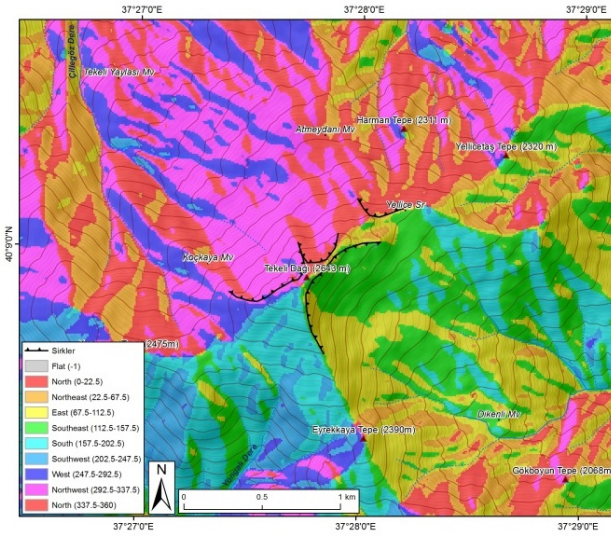 37°27'0"E
37°28'0"E
37°29'0"E
Çillegöz Dere
Tekeli Yaylası Mv
Harman Tepe (2311 m)
Atmeydanı Mv
Yellicetaş Tepe (2320 m)
Yellice Sr
40°9'0"N
Koçkaya Mv
Tekeli Dağı (2643 m)
2475m)
Sirkler
Flat (-1)
North (0-22.5)
Northeast (22.5-67.5)
East (67.5-112.5)
Southeast (112.5-157.5)
South (157.5-202.5)
Southwest (202.5-247.5)
West (247.5-292.5)
Northwest (292.5-337.5)
North (337.5-360)
Dikenli Mv
Eyrekkaya Tepe (2390m)
Dere
Gökboyun Tepe (2068m
N
0 0.5 1 km
37°27'0"E
37°28'0"E
37°29'0"E